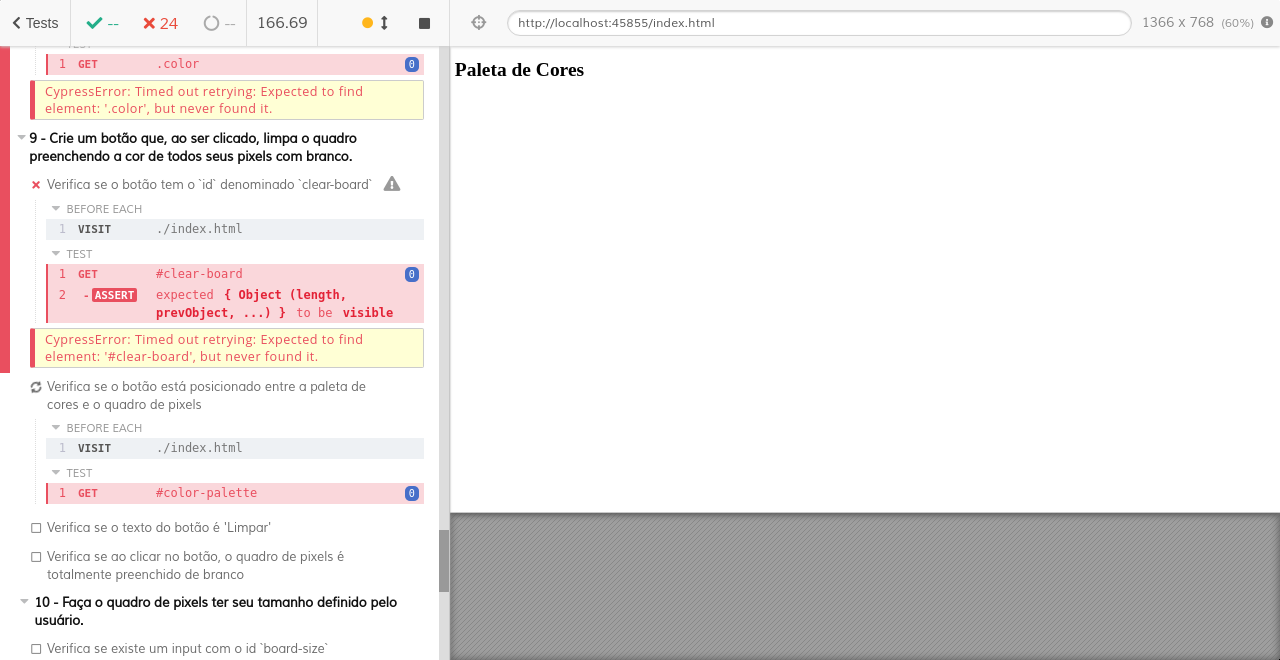 Tests
--
24
--
166.69
http://localhost:45855/index.html
1366 x 768 (60%)
1 GET .color 0
CypressError: Timed out retrying: Expected to find
element: '.color', but never found it.
9 - Crie um botão que, ao ser clicado, limpa o quadro
preenchendo a cor de todos seus pixels com branco.
Verifica se o botão tem o `id` denominado `clear-board`
BEFORE EACH
1 VISIT ./index.html
TEST
1 GET #clear-board 0
2 -ASSERT expected { Object (length,
prevObject, ...) } to be visible
CypressError: Timed out retrying: Expected to find
element: '#clear-board', but never found it.
Verifica se o botão está posicionado entre a paleta de
cores e o quadro de pixels
BEFORE EACH
1 VISIT ./index.html
TEST
1 GET #color-palette 0
Verifica se o texto do botão é 'Limpar'
Verifica se ao clicar no botão, o quadro de pixels é
totalmente preenchido de branco
10 - Faça o quadro de pixels ter seu tamanho definido pelo
usuário.
Verifica se existe um input com o id `board-size`
Paleta de Cores